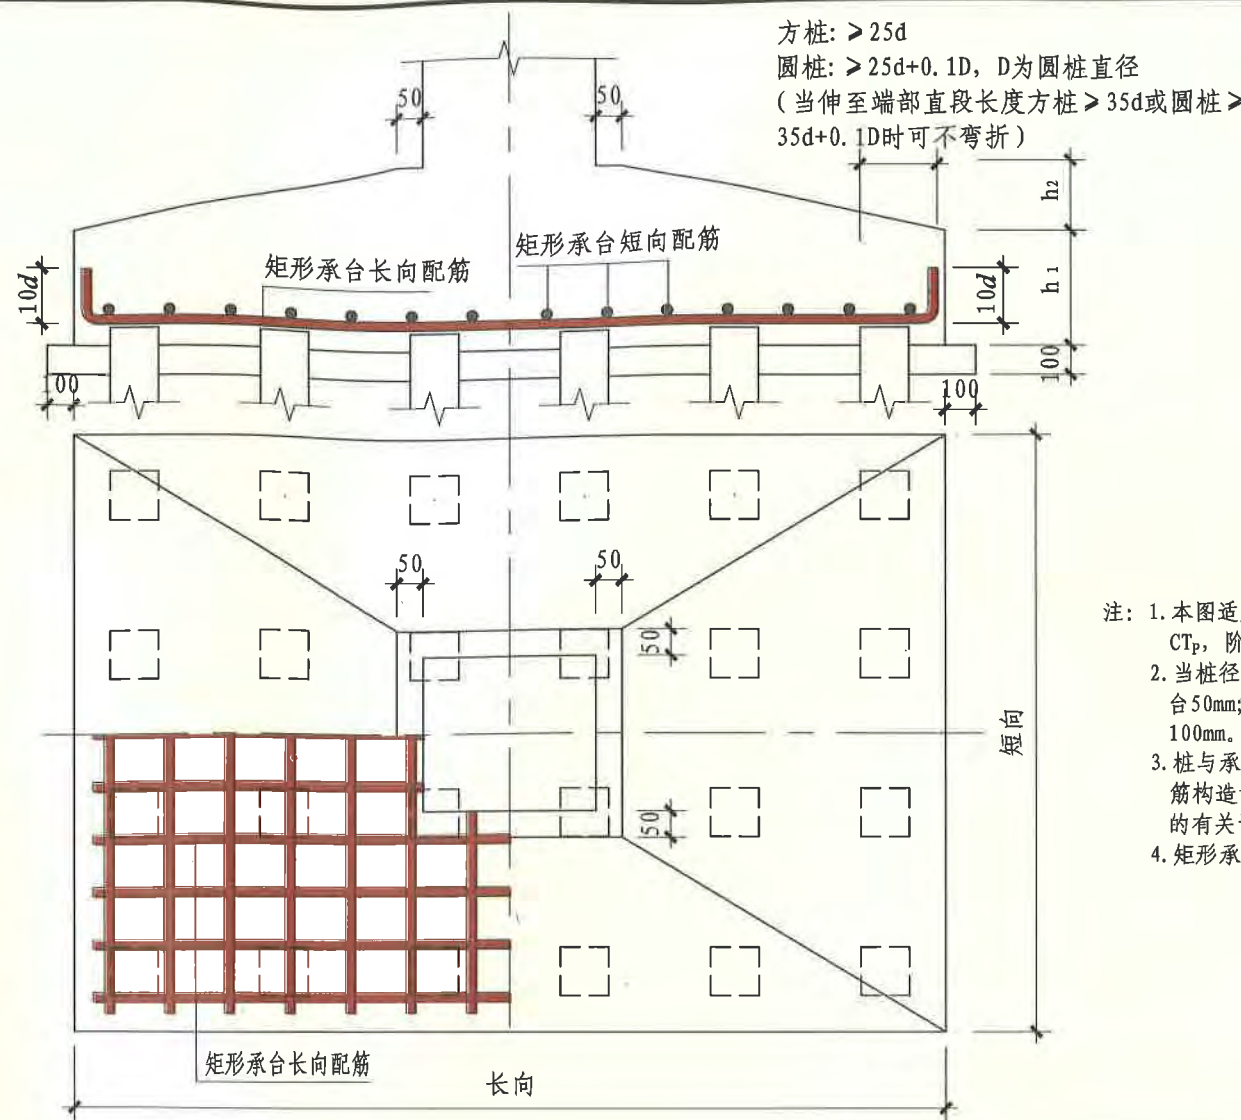 方桩: ≥25d
圆桩: ≥25d+0.1D, D为圆桩直径
(当伸至端部直段长度方桩≥35d或圆桩≥
35d+0.1D时可不弯折)
50
50
h2
矩形承台短向配筋
矩形承台长向配筋
10d
10d
h1
100
100
100
50
50
50
注: 1.本图适
CTP, 阶
2.当桩径
台50mm;
100mm。
短向
3.桩与承
筋构造
的有关
50
4.矩形承
矩形承台长向配筋
长向